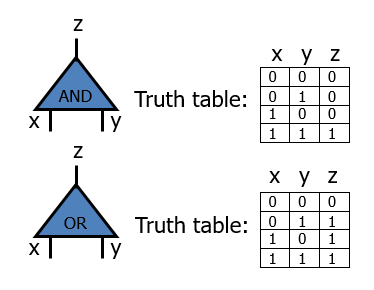 z
AND
x y
Truth table:
x y z
0 0 0
0 1 0
1 0 0
1 1 1
z
OR
x y
Truth table:
x y z
0 0 0
0 1 1
1 0 1
1 1 1